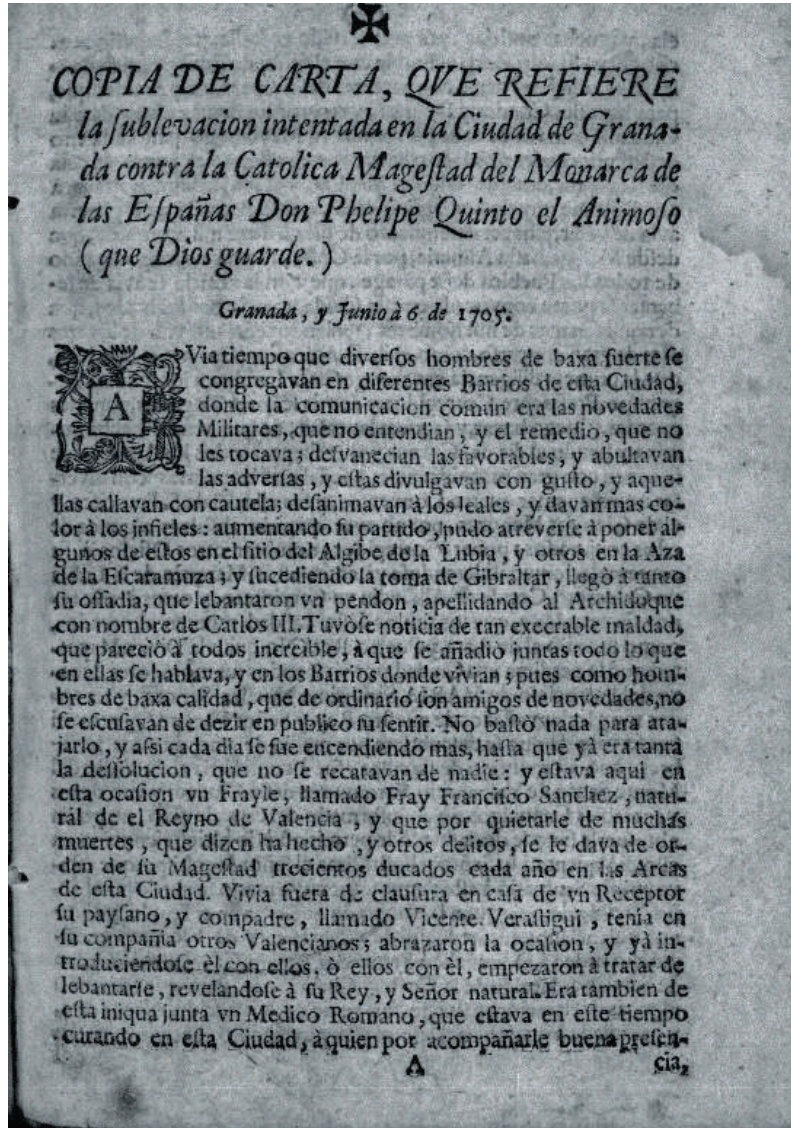 COPIA DE CARTA, QVE REFIERE
la ſublevacion intentada en la Ciudad de Grana-
da contra la Catolica Mageſtad del Monarca de
las Eſpañas Don Phelipe Quinto el Animoſo
(que Dios guarde.)
Granada, y Junio à 6 de 1705.
AVia tiempo que diverſos hombres de baxa ſuerte ſe
congregavan en diferentes Barrios de eſta Ciudad,
donde la comunicacion común era las novedades
Militares, que no entendian, y el remedio, que no
les tocava; deſvanecian las favorables, y abultavan
las adverſas, y eſtas divulgavan con guſto, y aque-
llas callavan con cautela; deſanimavan à los leales, y davan mas co-
lor à los infieles: aumentando ſu partido, pudo atreverſe à poner al-
gunos de eſtos en el ſitio del Algibe de la Lubia, y otros en la Aza
de la Eſcaramuza; y ſucediendo la toma de Gibraltar, llegò à tanto
ſu oſſadia, que lebantaron vn pendon, apellidando al Archiduque
con nombre de Carlos III. Tuvòſe noticia de tan execrable maldad,
que pareciò à todos increible, à que ſe añadio juntas todo lo que
en ellas ſe hablava, y en los Barrios donde vivian; pues como hom-
bres de baxa calidad, que de ordinario ſon amigos de novedades, no
ſe eſcuſavan de dezir en publico ſu ſentir. No baſtò nada para ata-
jarlo, y aſsi cada dia ſe fue encendiendo mas, haſta que yà era tanta
la deſſolucion, que no ſe recatavan de nadie: y eſtava aqui en
eſta ocaſion vn Frayle, llamado Fray Franciſco Sanchez, natu-
ral de el Reyno de Valencia, y que por quietarle de muchas
muertes, que dizen ha hecho, y otros delitos, ſe le dava de or-
den de ſu Mageſtad trecientos ducados cada año en las Arcas
de eſta Ciudad. Vivia fuera de clauſura en caſa de vn Receptor
ſu payſano, y compadre, llamado Vicente Veraſtigui, tenia en
ſu compañia otros Valencianos; abrazaron la ocaſion, y yà in-
troduciendoſe èl con ellos, ò ellos con èl, empezaron à tratar de
lebantarſe, revelandoſe à ſu Rey, y Señor natural. Era tambien de
eſta iniqua junta vn Medico Romano, que eſtava en eſte tiempo
curando en eſta Ciudad, à quien por acompañarle buena preſen-
A
cia,